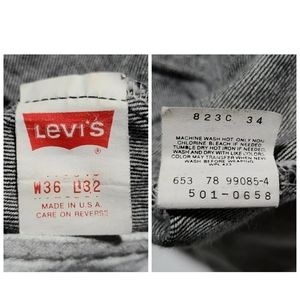 LEVI'S
®
W36 L32
MADE IN U.S.A.
CARE ON REVERSE
823C 34
MACHINE WASH HOT, ONLY NON-
CHLORINE BLEACH IF NEEDED
TUMBLE DRY HOT IRON IF NEEDED
WASH AND DRY WITH LIKE COLORS
COLOR MAY TRANSFER WHEN NEW
WASH BEFORE WEARING
653 78 99085-4
501-0658